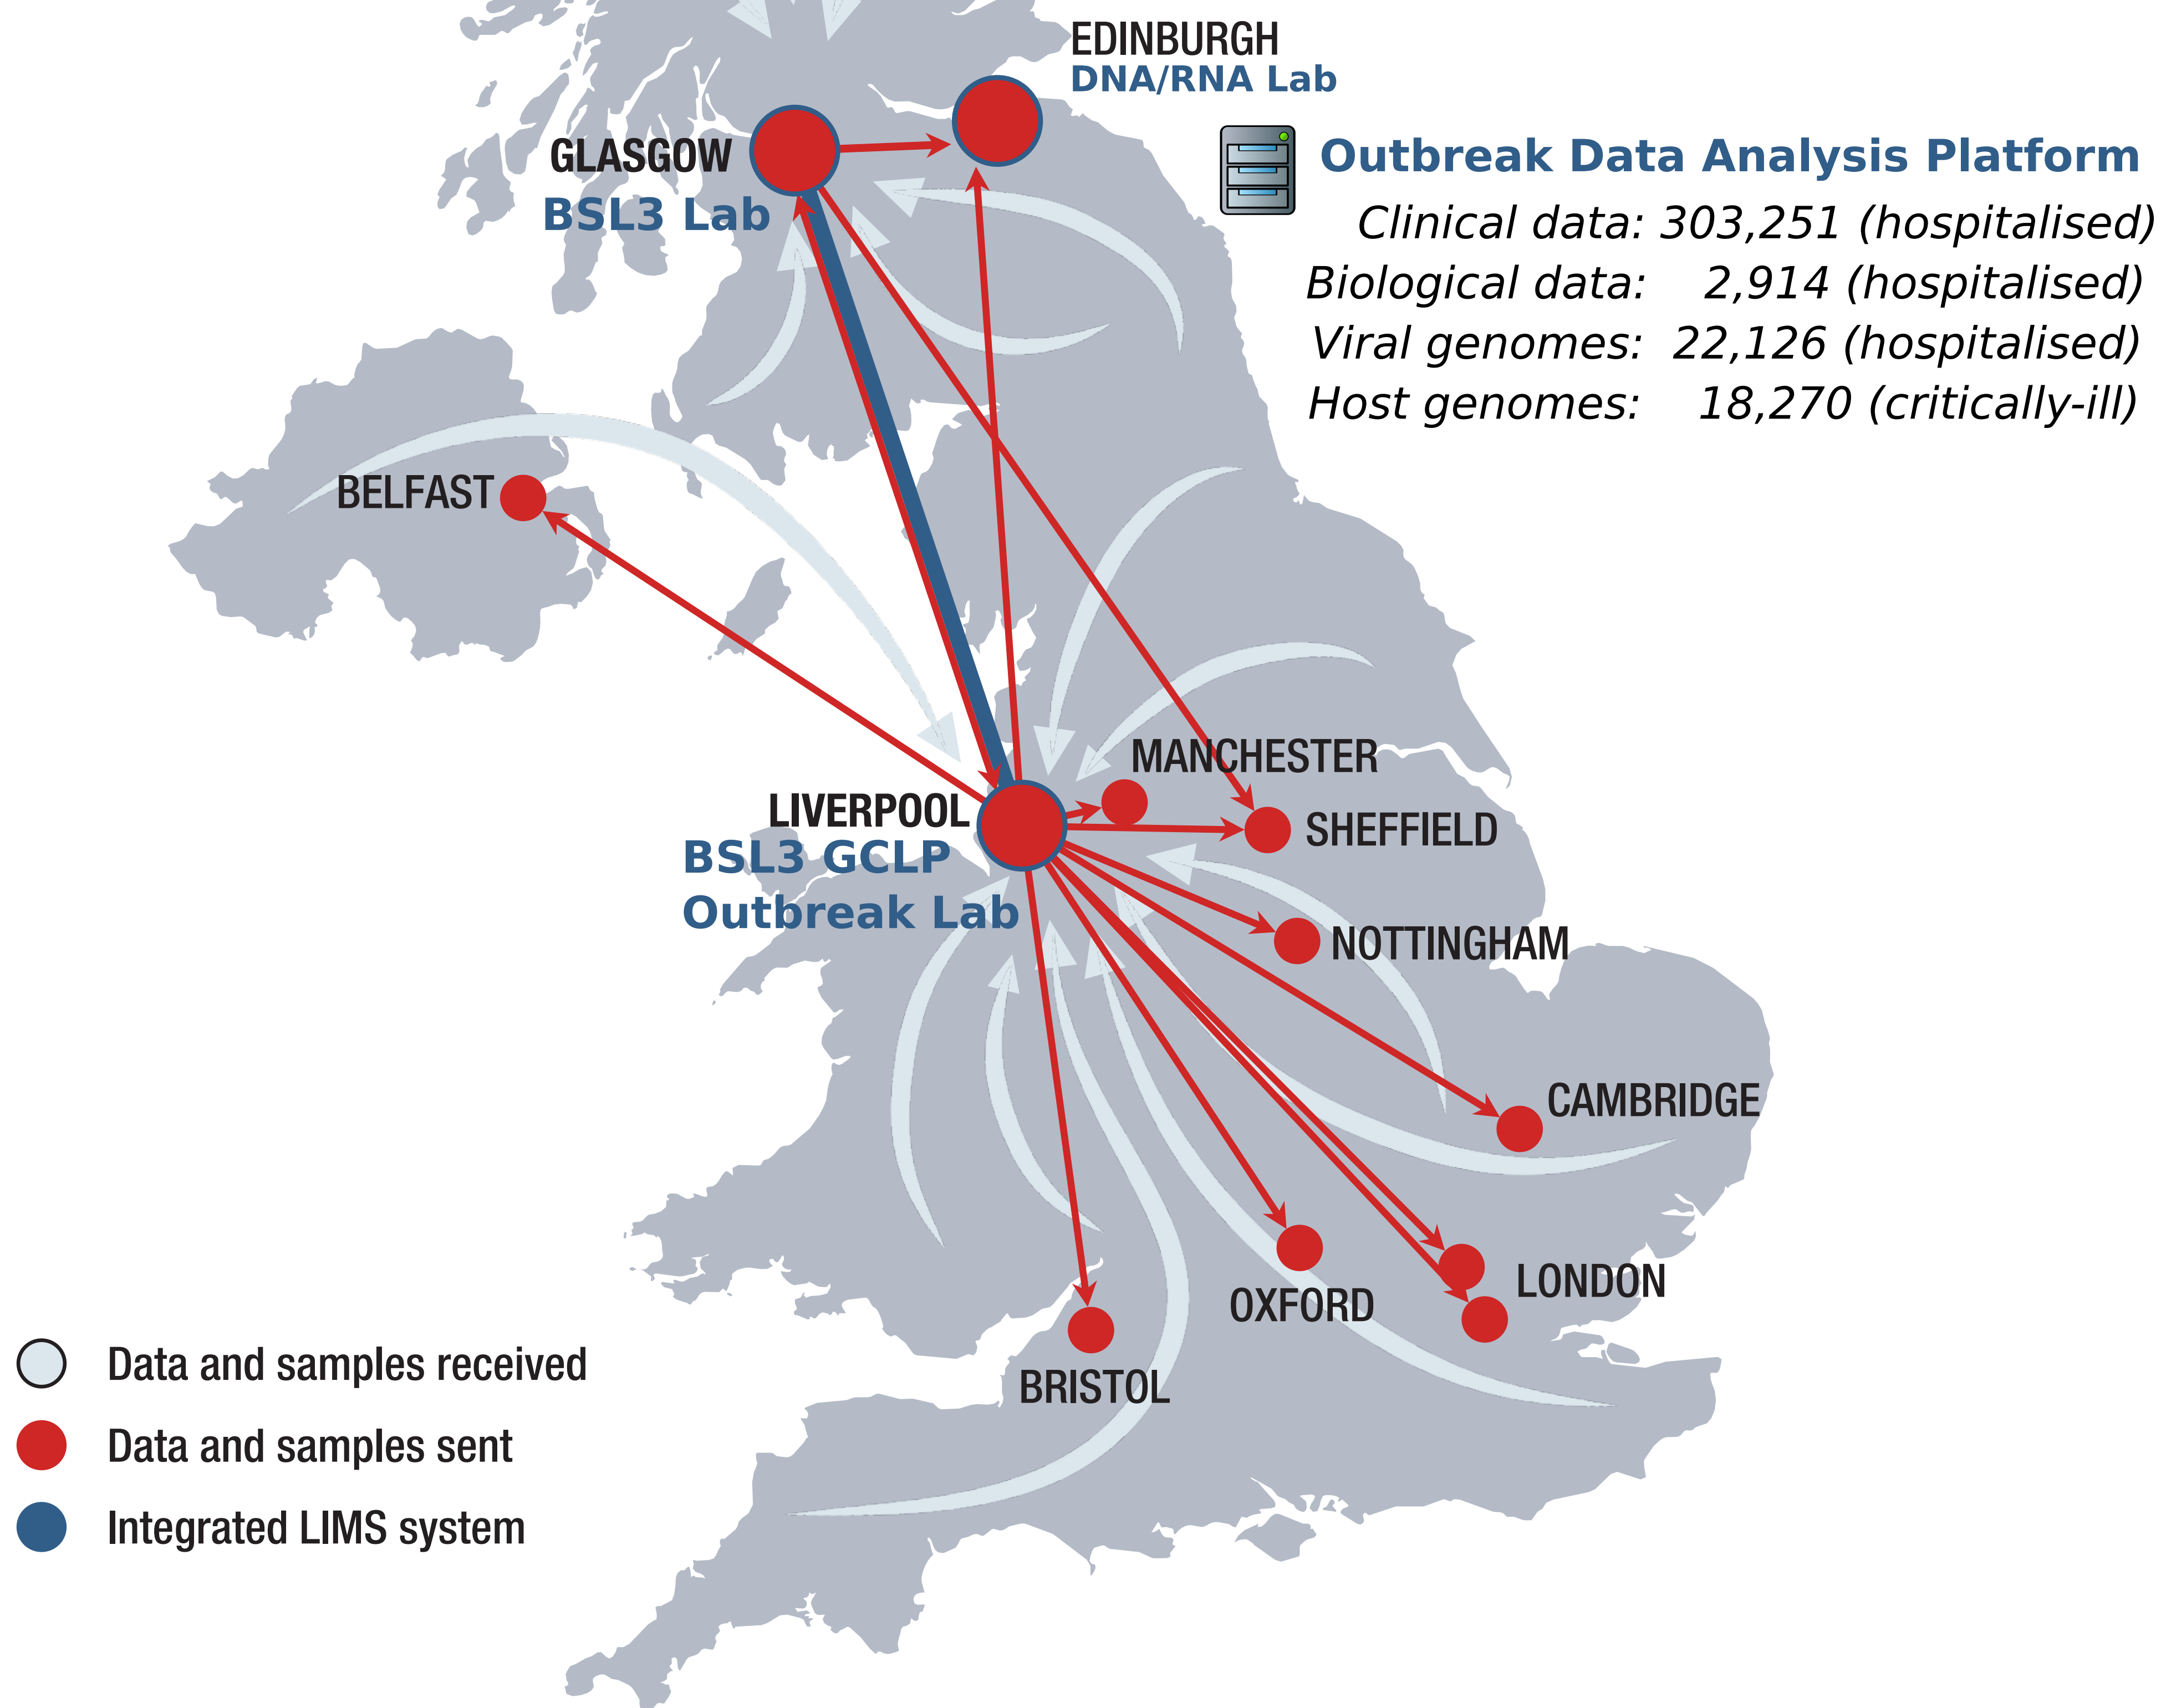 EDINBURGH
DNA/RNA Lab
GLASGOW
BSL3 Lab
Outbreak Data Analysis Platform
Clinical data: 303,251 (hospitalised)
Biological data: 2,914 (hospitalised)
Viral genomes: 22,126 (hospitalised)
Host genomes: 18,270 (critically-ill)
BELFAST
MANCHESTER
LIVERPOOL
BSL3 GCLP
Outbreak Lab
SHEFFIELD
NOTTINGHAM
CAMBRIDGE
OXFORD
LONDON
BRISTOL
Data and samples received
Data and samples sent
Integrated LIMS system